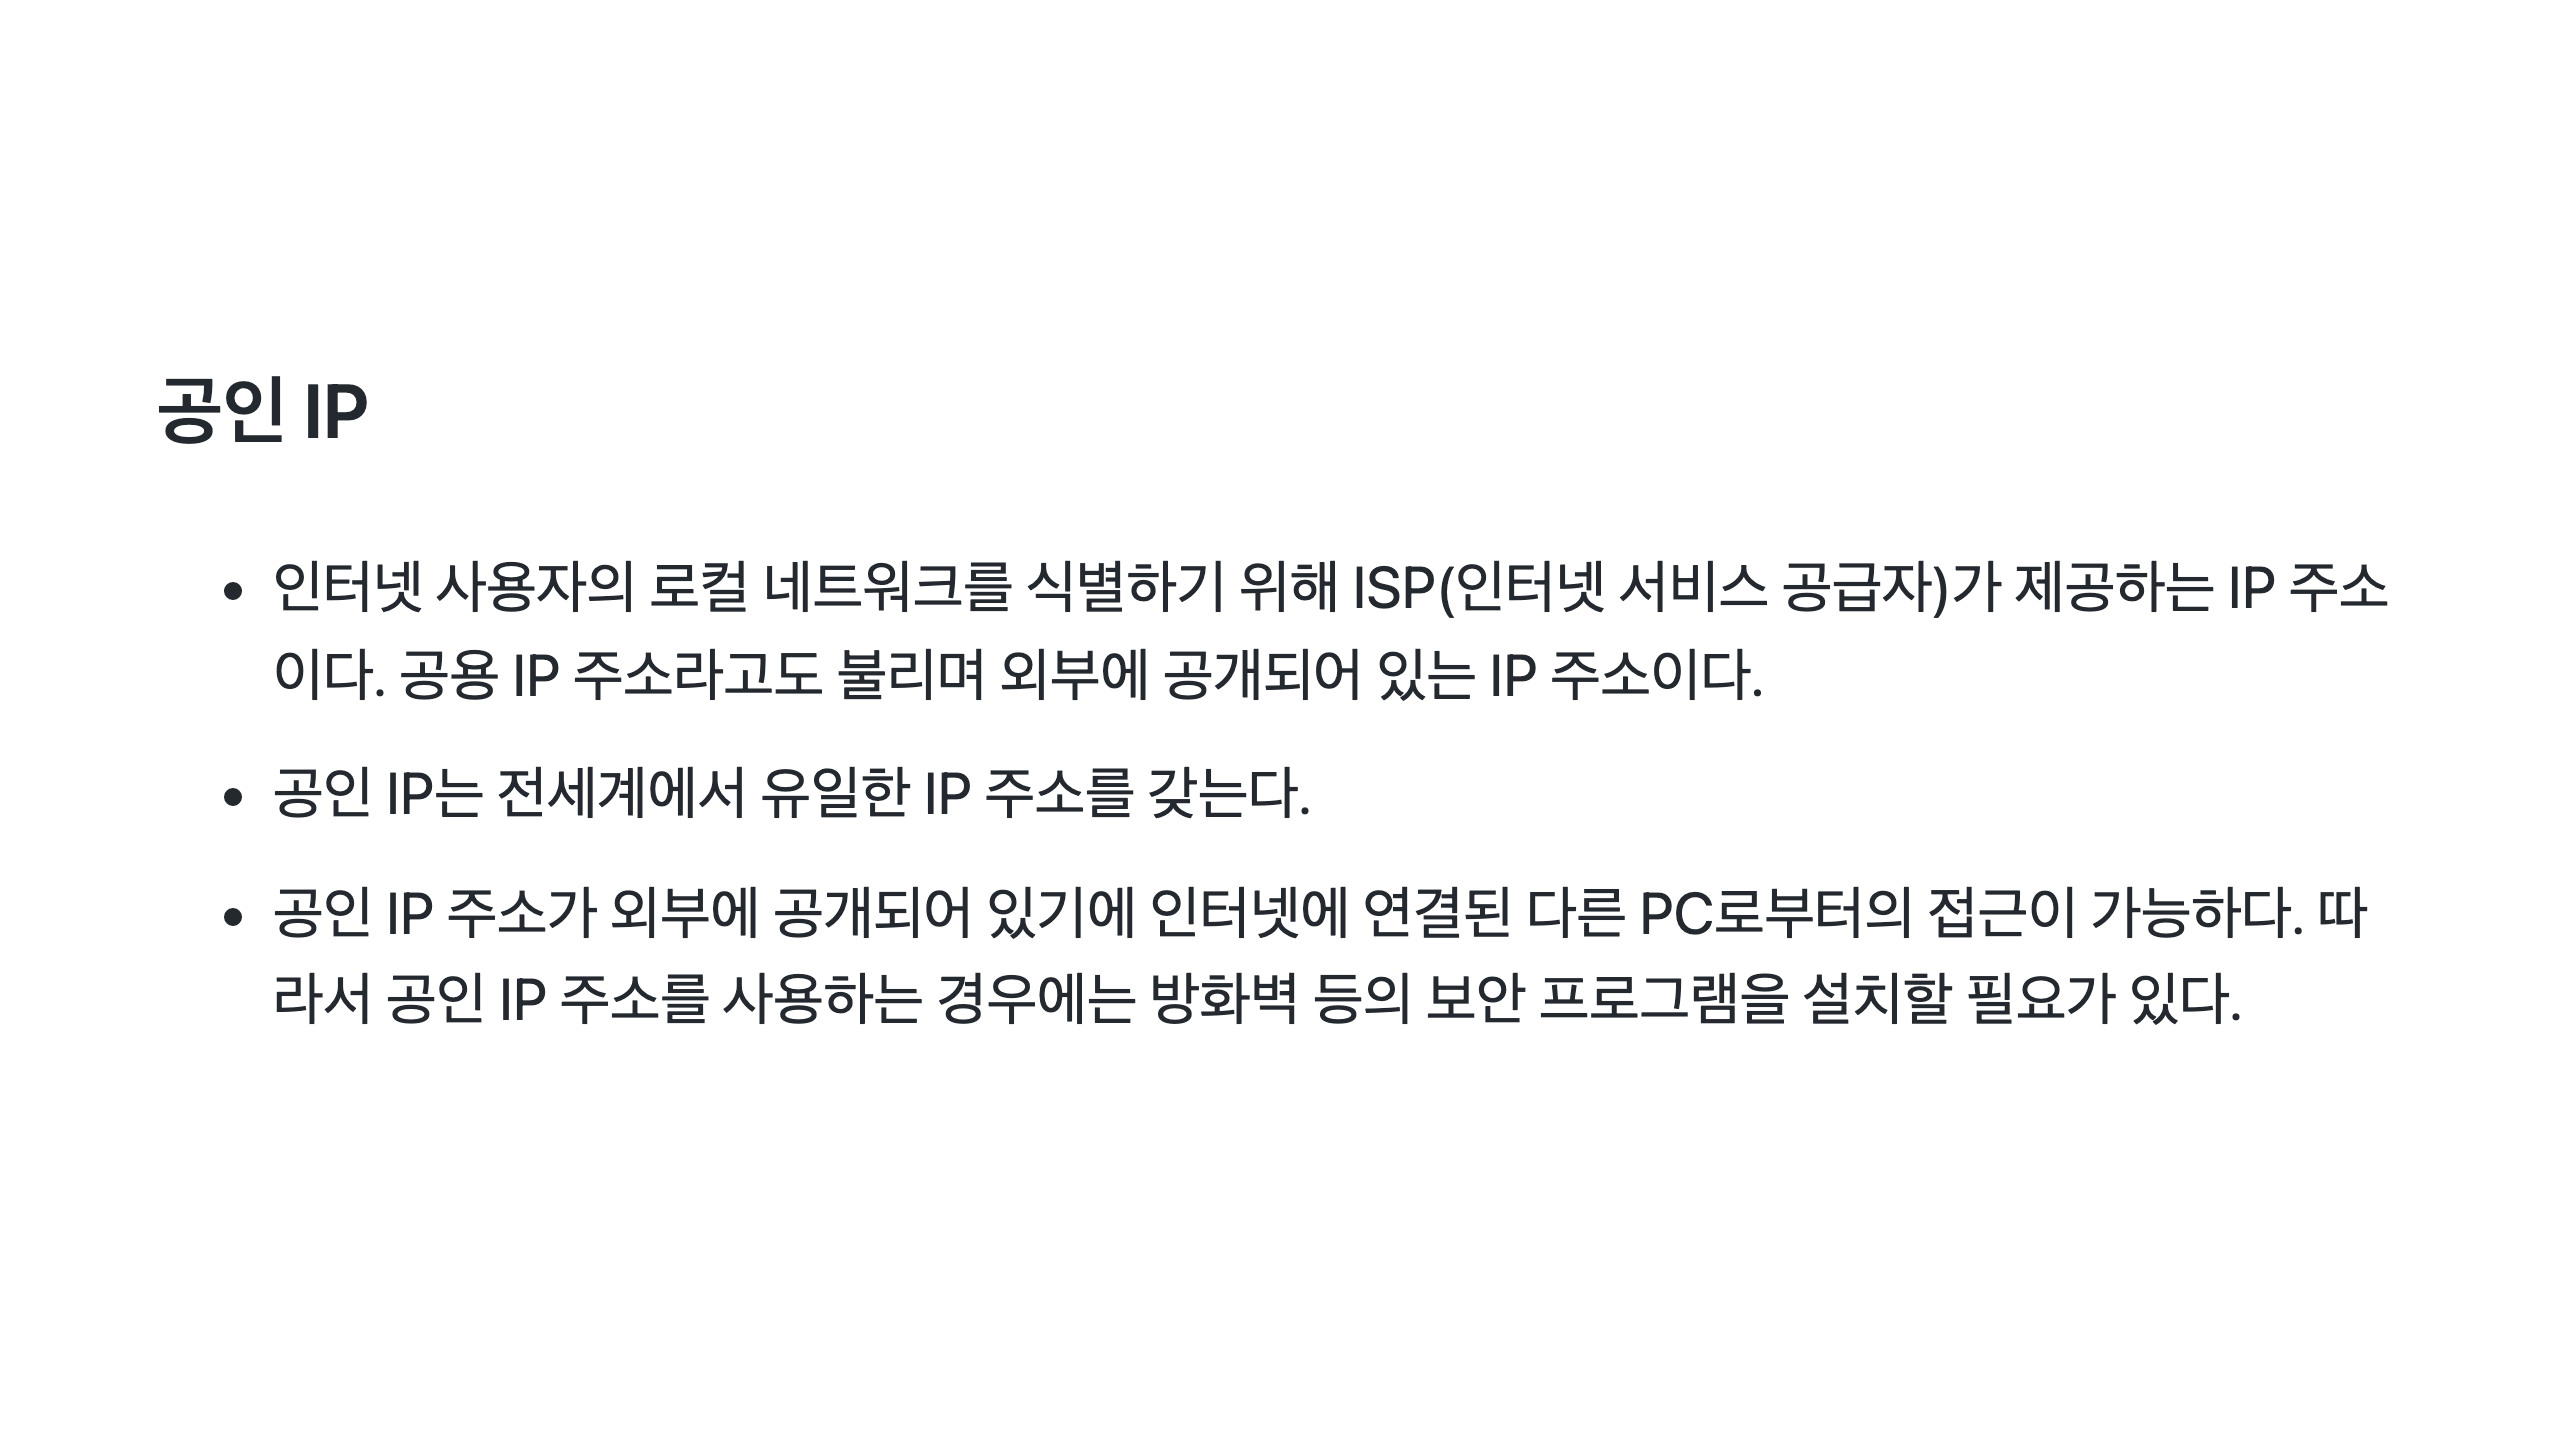 공인 IP
• 인터넷 사용자의 로컬 네트워크를 식별하기 위해 ISP(인터넷 서비스 공급자)가 제공하는 IP 주소
이다. 공용 IP 주소라고도 불리며 외부에 공개되어 있는 IP 주소이다.
• 공인 IP는 전세계에서 유일한 IP 주소를 갖는다.
• 공인 IP 주소가 외부에 공개되어 있기에 인터넷에 연결된 다른 PC로부터의 접근이 가능하다. 따
라서 공인 IP 주소를 사용하는 경우에는 방화벽 등의 보안 프로그램을 설치할 필요가 있다.